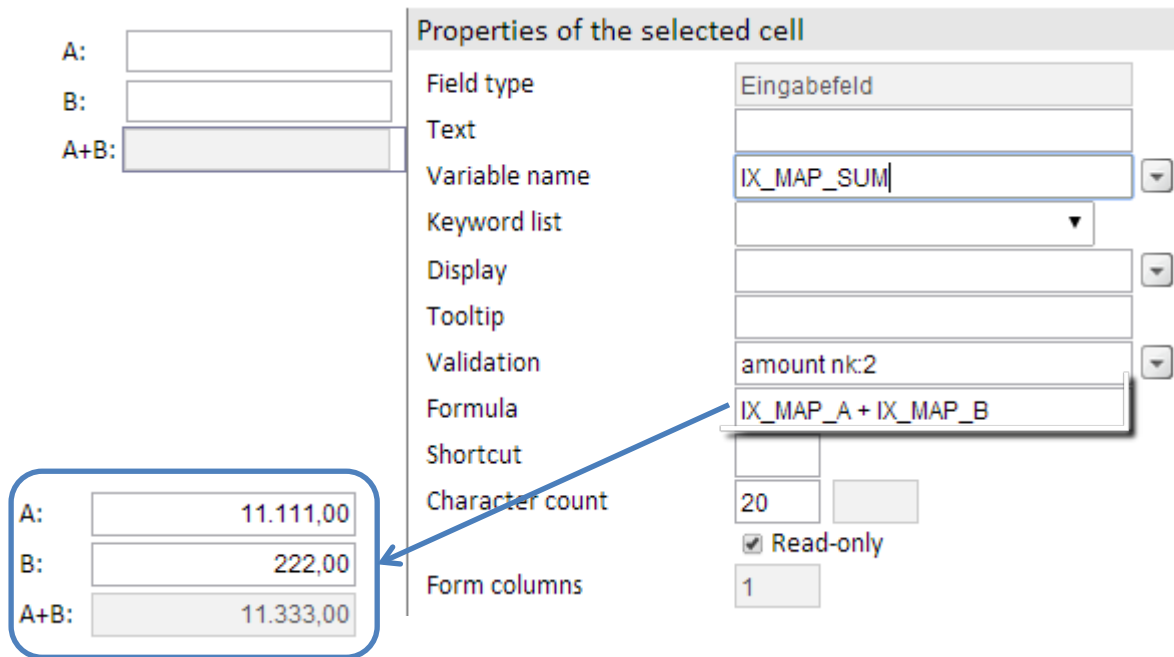 A:
B:
A+B:
Properties of the selected cell
Field type Eingabefeld
Text
Variable name IX_MAP_SUM
Keyword list
Display
Tooltip
Validation amount nk:2
Formula IX_MAP_A + IX_MAP_B
Shortcut
Character count 20
Read-only
Form columns 1
A: 11.111,00
B: 222,00
A+B: 11.333,00